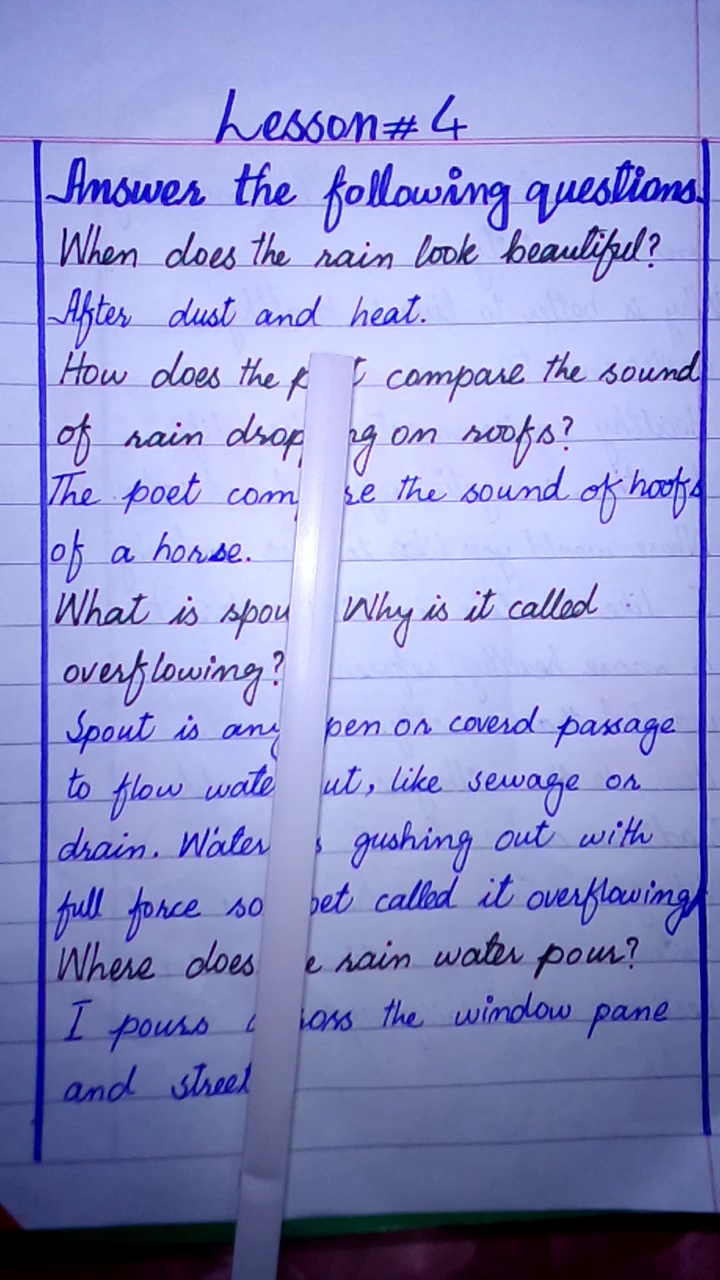 Lesson# 4
Answer the following questions.
When does the rain look beautiful?
After dust and heat.
How does the p t compare the sound
of rain drop ng on roofs?
The poet com re the sound of hoofs
of a horse.
What is spou Why is it called
overflowing?
Spout is any pen or coverd passage
to flow wate ut, like sewage or
drain. Water s gushing out with
full force so oet called it overflowing
Where does e rain water pour?
I pours oss the window pane
and street